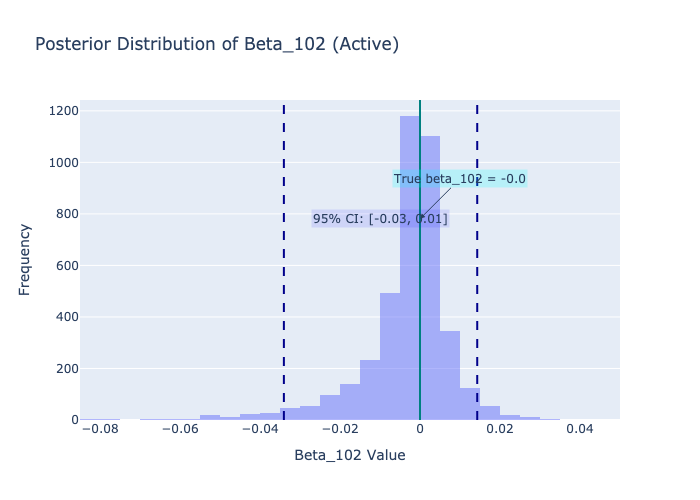 Posterior Distribution of Beta_102 (Active)
Frequency
1200
1000
800
600
400
200
0
True beta_102 = -0.0
95% CI: [-0.03, 0.01]
−0.08
−0.06
−0.04
−0.02
0
0.02
0.04
Beta_102 Value